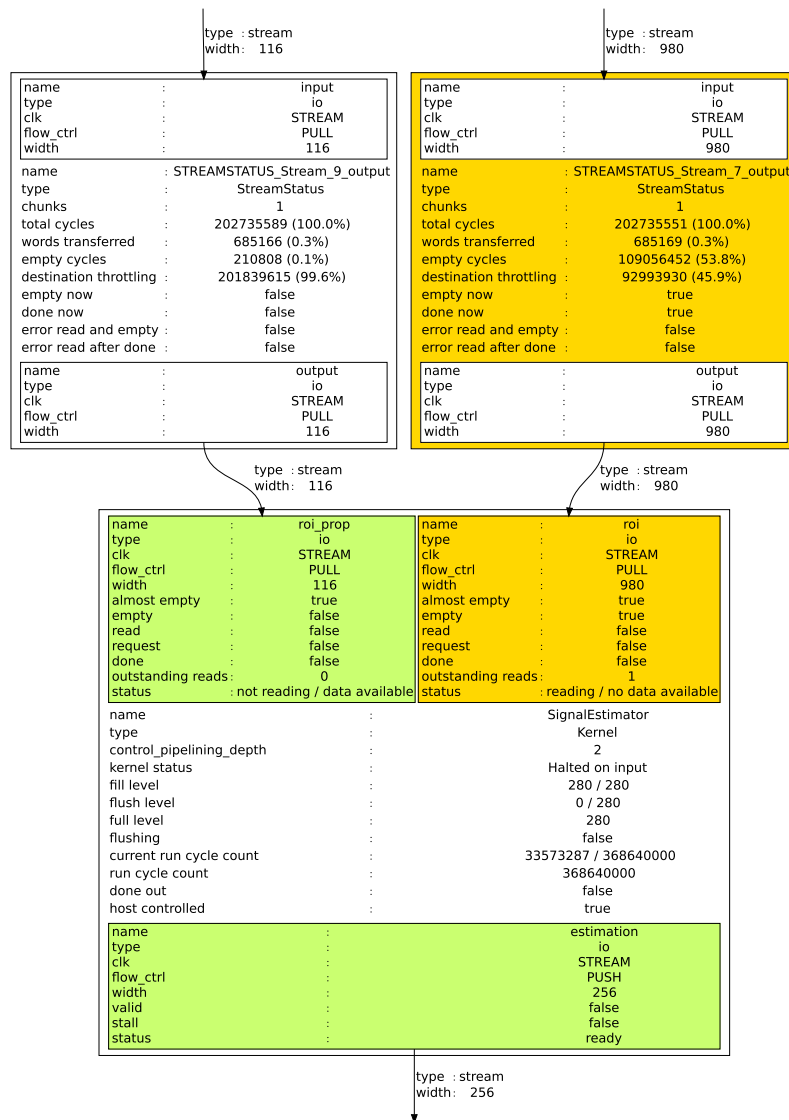 type : stream
width: 116
type : stream
width: 980
name : input
type : io
clk : STREAM
flow_ctrl : PULL
width : 116
name : STREAMSTATUS_Stream_9_output
type : StreamStatus
chunks : 1
total cycles : 202735589 (100.0%)
words transferred : 685166 (0.3%)
empty cycles : 210808 (0.1%)
destination throttling : 201839615 (99.6%)
empty now : false
done now : false
error read and empty : false
error read after done : false
name : output
type : io
clk : STREAM
flow_ctrl : PULL
width : 116
name : input
type : io
clk : STREAM
flow_ctrl : PULL
width : 980
name : STREAMSTATUS_Stream_7_output
type : StreamStatus
chunks : 1
total cycles : 202735551 (100.0%)
words transferred : 685169 (0.3%)
empty cycles : 109056452 (53.8%)
destination throttling : 92993930 (45.9%)
empty now : true
done now : true
error read and empty : false
error read after done : false
name : output
type : io
clk : STREAM
flow_ctrl : PULL
width : 980
type : stream
width: 116
type : stream
width: 980
name : roi_prop
type : io
clk : STREAM
flow_ctrl : PULL
width : 116
almost empty : true
empty : false
read : false
request : false
done : false
outstanding reads : 0
status : not reading / data available
name : roi
type : io
clk : STREAM
flow_ctrl : PULL
width : 980
almost empty : true
empty : true
read : false
request : false
done : false
outstanding reads : 1
status : reading / no data available
name : SignalEstimator
type : Kernel
control_pipelining_depth : 2
kernel status : Halted on input
fill level : 280 / 280
flush level : 0 / 280
full level : 280
flushing : false
current run cycle count : 33573287 / 368640000
run cycle count : 368640000
done out : false
host controlled : true
name : estimation
type : io
clk : STREAM
flow_ctrl : PUSH
width : 256
valid : false
stall : false
status : ready
type : stream
width: 256